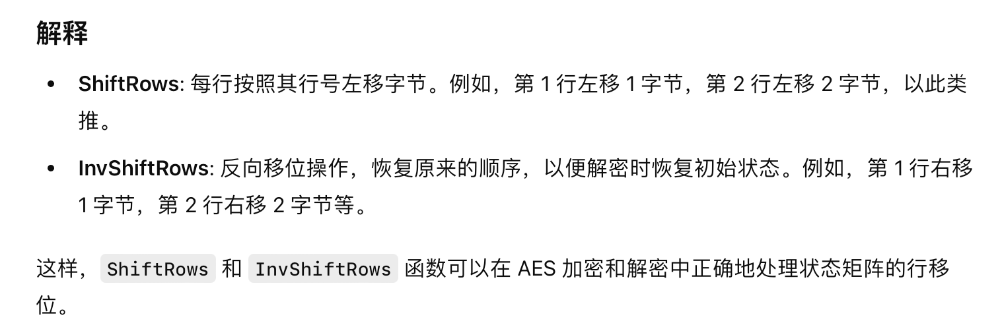 解释
• ShiftRows: 每行按照其行号左移字节。例如，第 1 行左移 1 字节，第 2 行左移 2 字节，以此类
推。
• InvShiftRows: 反向移位操作，恢复原来的顺序，以便解密时恢复初始状态。例如，第 1 行右移
1 字节，第 2 行右移 2 字节等。
这样， ShiftRows 和 InvShiftRows 函数可以在 AES 加密和解密中正确地处理状态矩阵的行移
位。